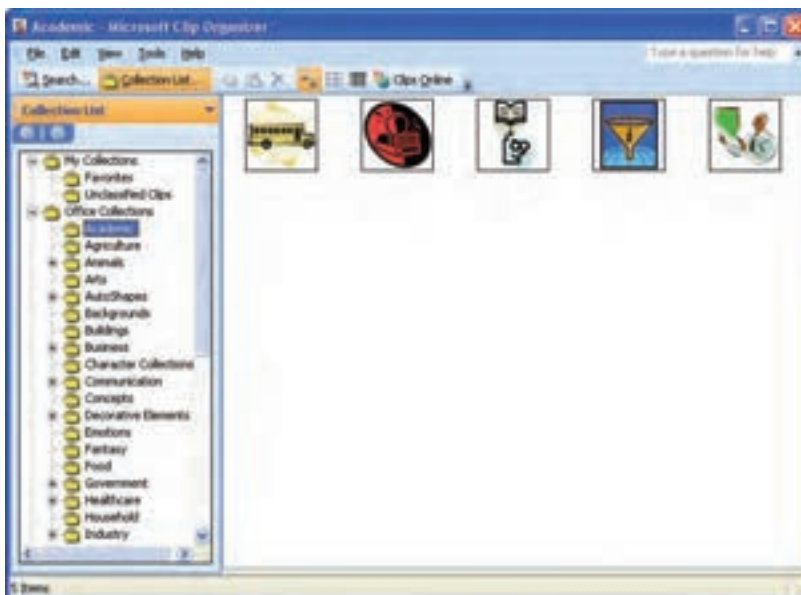 Academic - Microsoft Clip Organizer
File Edit View Tools Help
Type a question for help
Search... Collection List... Clips Online
Collection List
My Collections
Favorites
Unclassified Clips
Office Collections
Academic
Agriculture
Animals
Arts
AutoShapes
Backgrounds
Buildings
Business
Character Collections
Communication
Concepts
Decorative Elements
Emotions
Fantasy
Food
Government
Healthcare
Household
Industry
5 Items